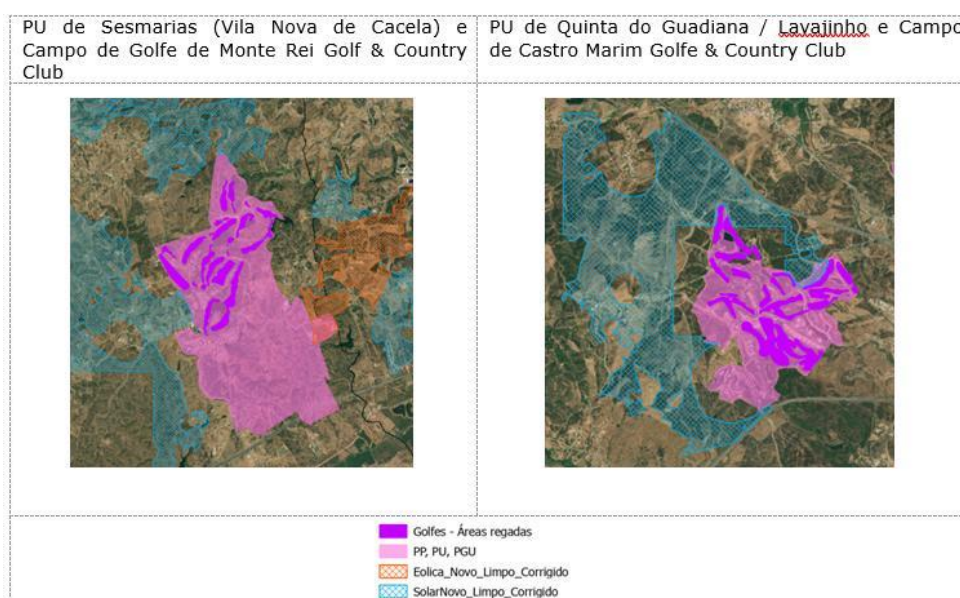 PU de Sesmarias (Vila Nova de Cacela) e
Campo de Golfe de Monte Rei Golf & Country
Club
PU de Quinta do Guadiana / Lavajinho e Campo
de Castro Marim Golfe & Country Club
Golfes - Áreas regadas
PP, PU, PGU
Eolica_Novo_Limpo_Corrigido
SolarNovo_Limpo_Corrigido